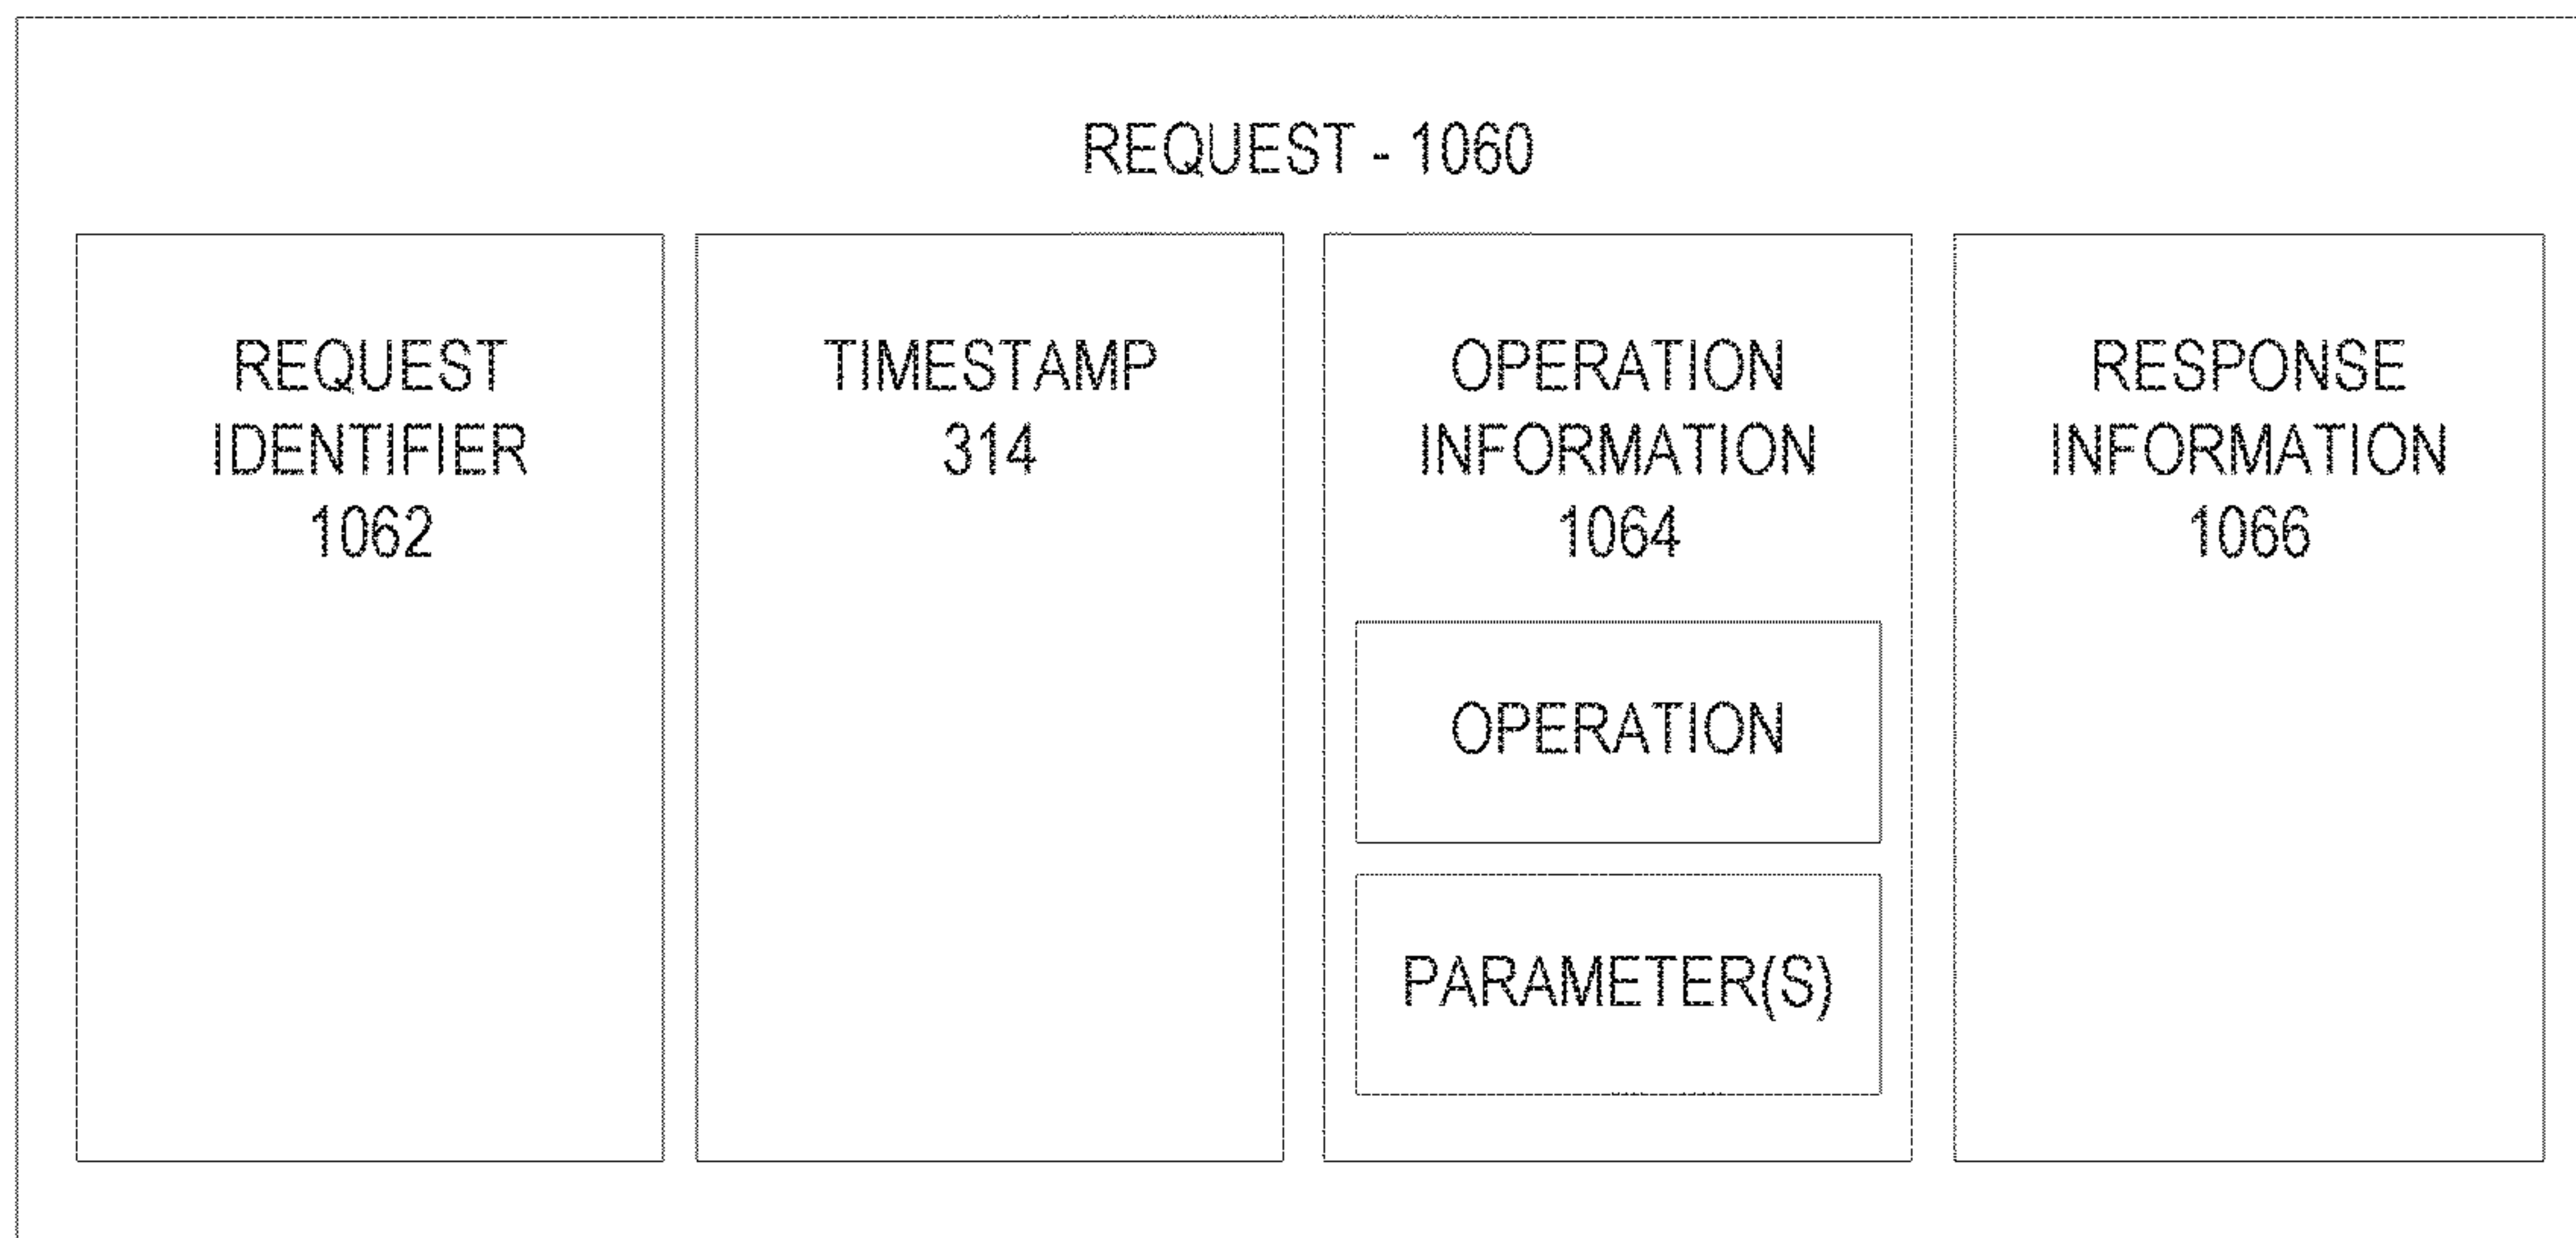 REQUEST - 1060
REQUEST
IDENTIFIER
1062
TIMESTAMP
314
OPERATION
INFORMATION
1064
OPERATION
PARAMETER(S)
RESPONSE
INFORMATION
1066